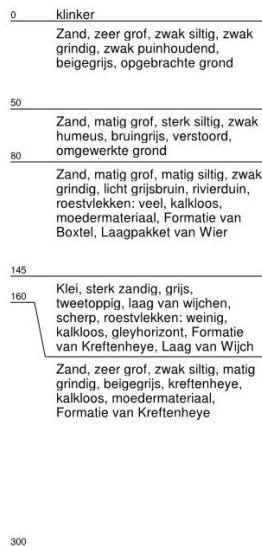 0 klinker
Zand, zeer grof, zwak siltig, zwak
grindig, zwak puinhoudend,
beigegrijs, opgebrachte grond
50
Zand, matig grof, sterk siltig, zwak
humeus, bruingrijs, verstoord,
omgewerkte grond
80
Zand, matig grof, matig siltig, zwak
grindig, licht grijsbruin, rivierduin,
roestvlekken: veel, kalkloos,
moedermateriaal, Formatie van
Boxtel, Laagpakket van Wier
145
Klei, sterk zandig, grijs,
160
tweetoppig, laag van wijchen,
scherp, roestvlekken: weinig,
kalkloos, gleyhorizont, Formatie
van Kreftenheye, Laag van Wijch
Zand, zeer grof, zwak siltig, matig
grindig, beigegrijs, kreftenheye,
kalkloos, moedermateriaal,
Formatie van Kreftenheye
300